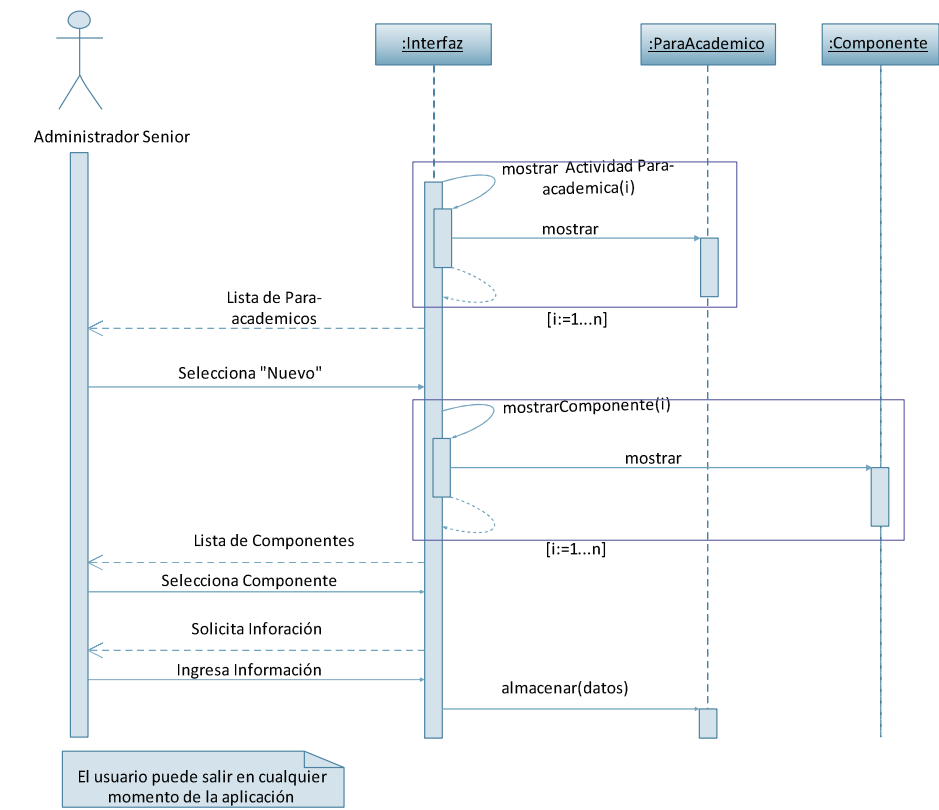 :Interfaz
:ParaAcademico
:Componente
Administrador Senior
mostrar Actividad Para-
academica(i)
mostrar
Lista de Para-
academicos
[i:=1...n]
Selecciona "Nuevo"
mostrarComponente(i)
mostrar
Lista de Componentes
[i:=1...n]
Selecciona Componente
Solicita Inforación
Ingresa Información
almacenar(datos)
El usuario puede salir en cualquier
momento de la aplicación